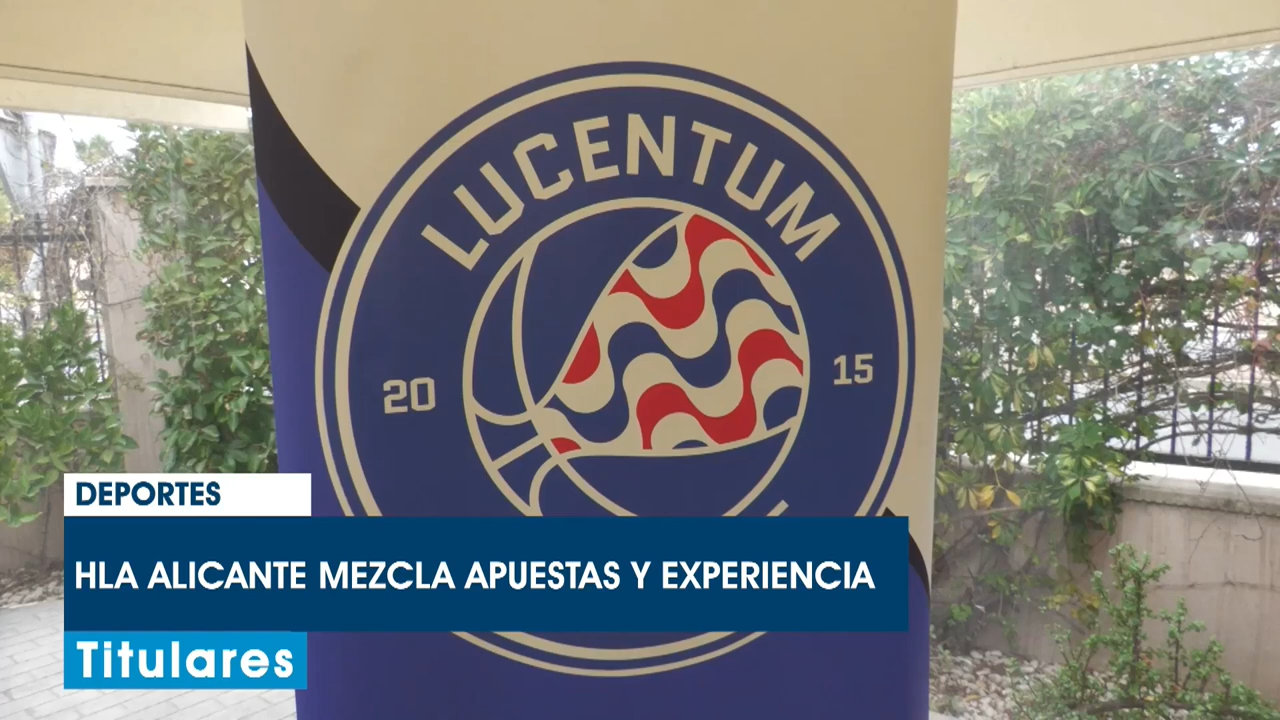 LUCENTUM
20 15
DEPORTES
HLA ALICANTE MEZCLA APUESTAS Y EXPERIENCIA
Titulares